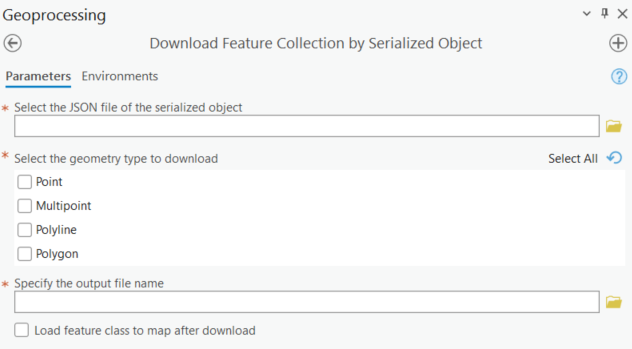 Geoprocessing
Download Feature Collection by Serialized Object
Parameters Environments
?
* Select the JSON file of the serialized object
* Select the geometry type to download Select All
Point
Multipoint
Polyline
Polygon
* Specify the output file name
Load feature class to map after download